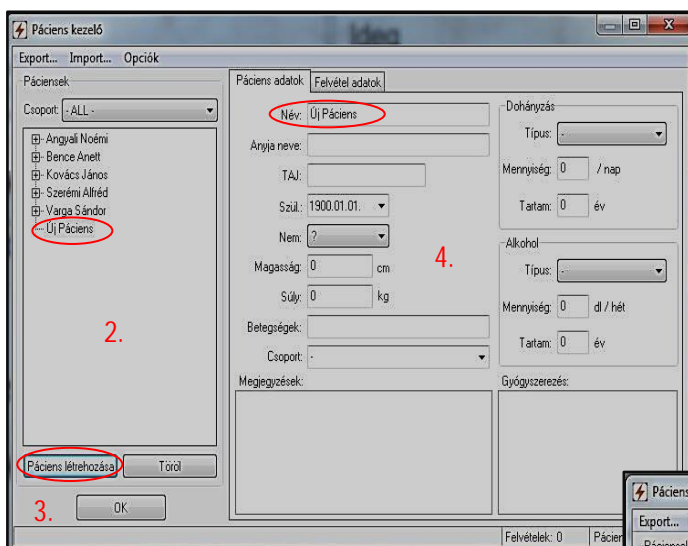 Ideg
Páciens kezelő
Export... Import... Opciók
Páciensek
Csoport: - ALL -
Angyali Noémi
Bence Anett
Kovács János
Szerémi Alfréd
Varga Sándor
Új Páciens
2.
Páciens létrehozása Töröl
3. OK
Páciens adatok Felvétel adatok
Név: Új Páciens
Anyja neve:
TAJ:
Szül.: 1900.01.01.
Nem: ?
4.
Magasság: 0 cm
Súly: 0 kg
Betegségek:
Csoport: -
Megjegyzések:
Dohányzás
Típus: -
Mennyiség: 0 / nap
Tartam: 0 év
Alkohol
Típus: -
Mennyiség: 0 dl / hét
Tartam: 0 év
Gyógyszerezés:
Felvételek: 0 Pácien
Páciens
Export...
Páciensek